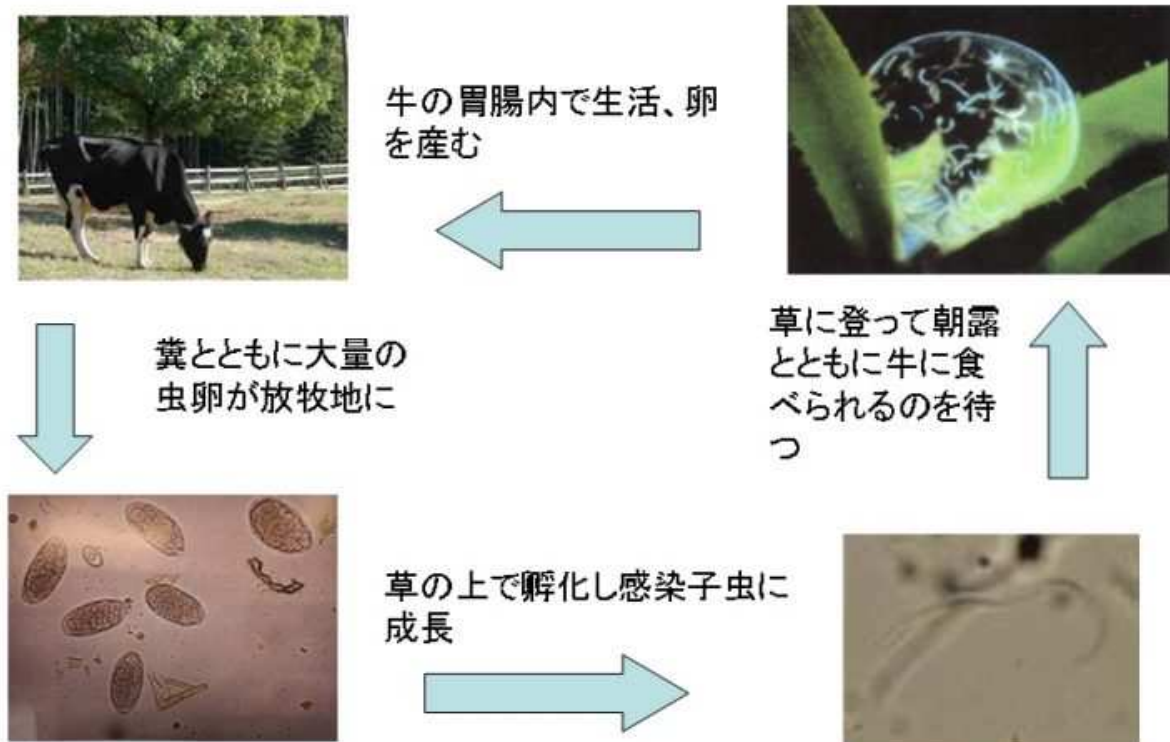 牛の胃腸内で生活、卵
を産む
糞とともに大量の
虫卵が放牧地に
草に登って朝露
とともに牛に食
べられるのを待
つ
草の上で孵化し感染子虫に
成長